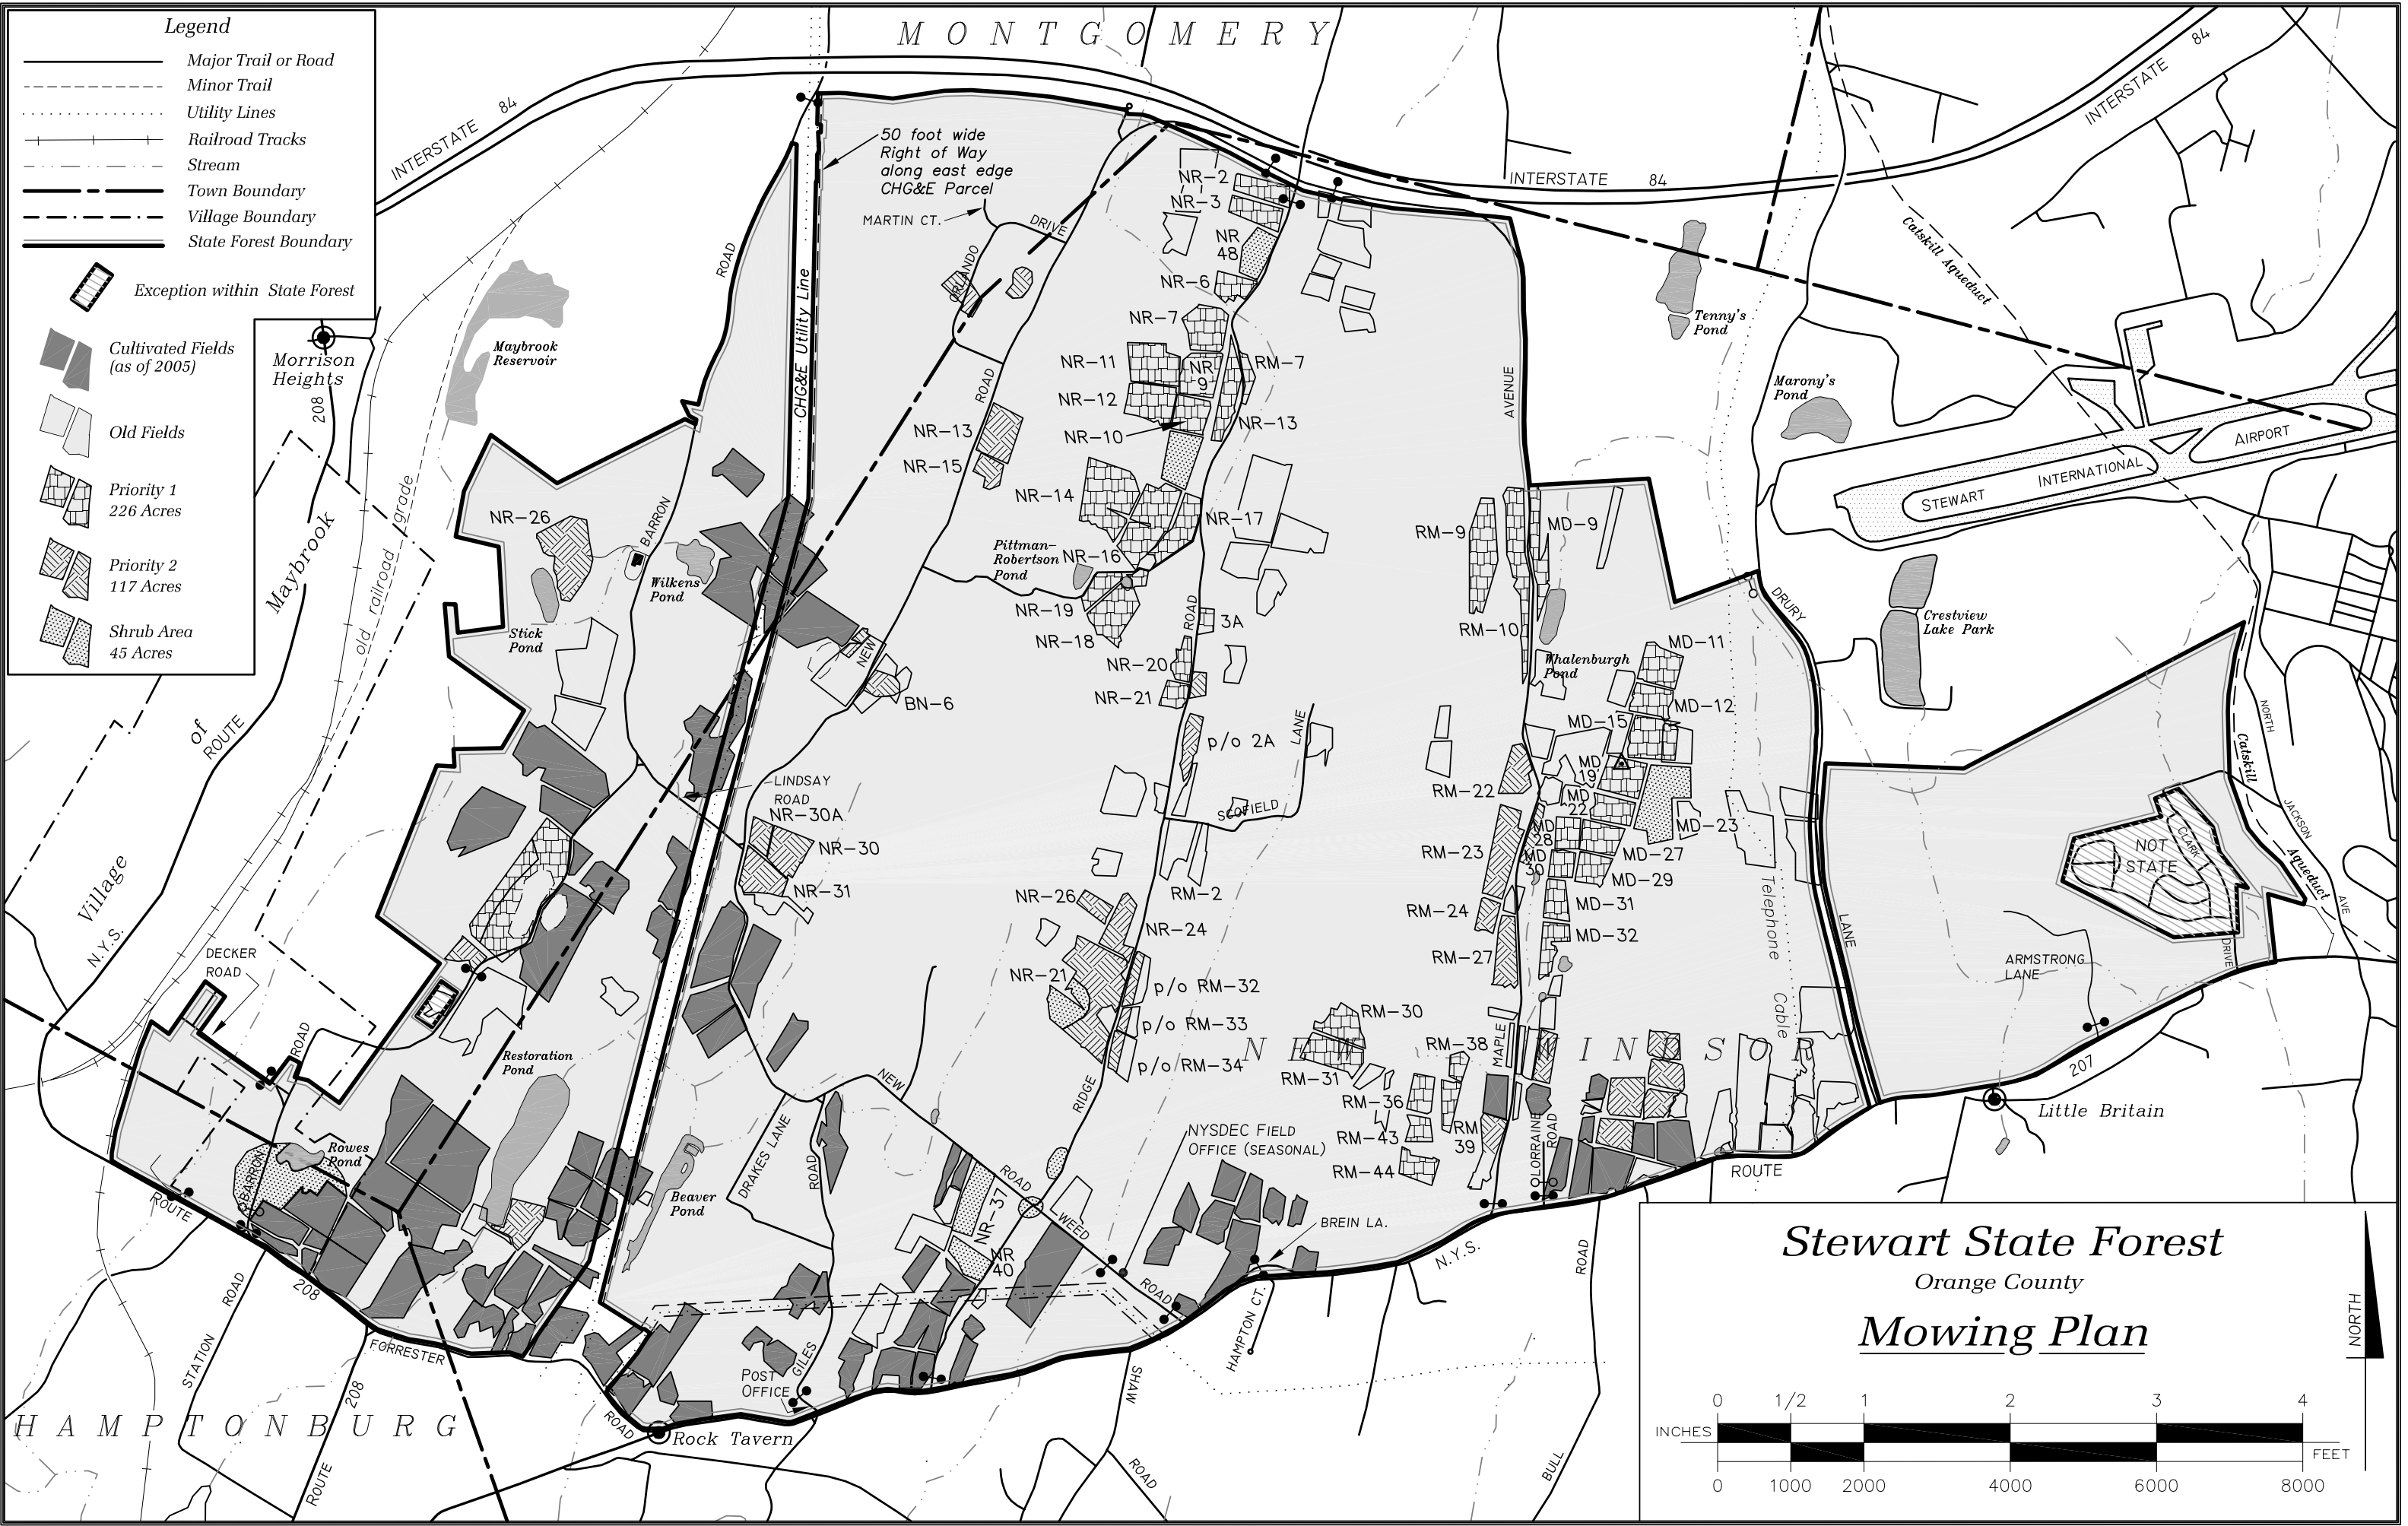 Legend
Major Trail or Road
Minor Trail
Utility Lines
Railroad Tracks
Stream
Town Boundary
Village Boundary
State Forest Boundary
Exception within State Forest
Cultivated Fields
(as of 2005)
Old Fields
Priority 1
226 Acres
Priority 2
117 Acres
Shrub Area
45 Acres
MONTGOMERY
INTERSTATE 84
INTERSTATE 84
INTERSTATE 84
50 foot wide
Right of Way
along east edge
CHG&E Parcel
MARTIN CT.
DRIVE
ORLANDO
ROAD
ROAD
CHG&E Utility Line
Morrison
Heights
208
Maybrook
Reservoir
NR-2
NR-3
NR
48
NR-6
NR-7
NR-11
NR
9
RM-7
NR-12
NR-10
NR-13
NR-13
NR-15
NR-14
NR-17
NR-16
Pittman-
Robertson
Pond
NR-19
NR-18
3A
ROAD
NR-20
NR-21
p/o 2A
LANE
SCOFIELD
RM-2
AVENUE
Tenny's
Pond
Marony's
Pond
Catskill Aqueduct
STEWART
INTERNATIONAL
AIRPORT
Crestview
Lake Park
DRURY
LANE
RM-9
MD-9
RM-10
Whalenburgh
Pond
MD-11
MD-12
MD-15
MD
19
MD
22
MD-23
MD
28
MD-27
MD
30
MD-29
MD-31
MD-32
RM-22
RM-23
RM-24
RM-27
Telephone
Cable
NORTH
JACKSON
AVE
Catskill
Aqueduct
NOT
STATE
CLARK
DRIVE
ARMSTRONG
LANE
207
Little Britain
Village
of
Maybrook
N.Y.S.
ROUTE
old railroad grade
NR-26
BARRON
Stick
Pond
Wilkens
Pond
NEW
BN-6
LINDSAY
ROAD
NR-30A
NR-30
NR-31
NR-26
NR-24
NR-21
p/o RM-32
p/o RM-33
p/o RM-34
RIDGE
NEW WINDSOR
RM-30
RM-31
RM-38
RM-36
RM-43
RM
39
RM-44
MAPLE
COLORRAINE
ROAD
DECKER
ROAD
ROAD
Restoration
Pond
Rowes
Pond
BARRON
ROUTE
208
STATION
ROAD
FORRESTER
ROAD
208
ROUTE
HAMPTONBURG
Beaver
Pond
DRAKES LANE
ROAD
NEW
ROAD
WEED
ROAD
NR-37
NR
40
NYSDEC FIELD
OFFICE (SEASONAL)
BREIN LA.
HAMPTON CT.
POST
OFFICE
GILES
Rock Tavern
SHAW
ROAD
N.Y.S.
ROUTE
BULL
ROAD
Stewart State Forest
Orange County
Mowing Plan
NORTH
0 1/2 1 2 3 4
INCHES
FEET
0 1000 2000 4000 6000 8000